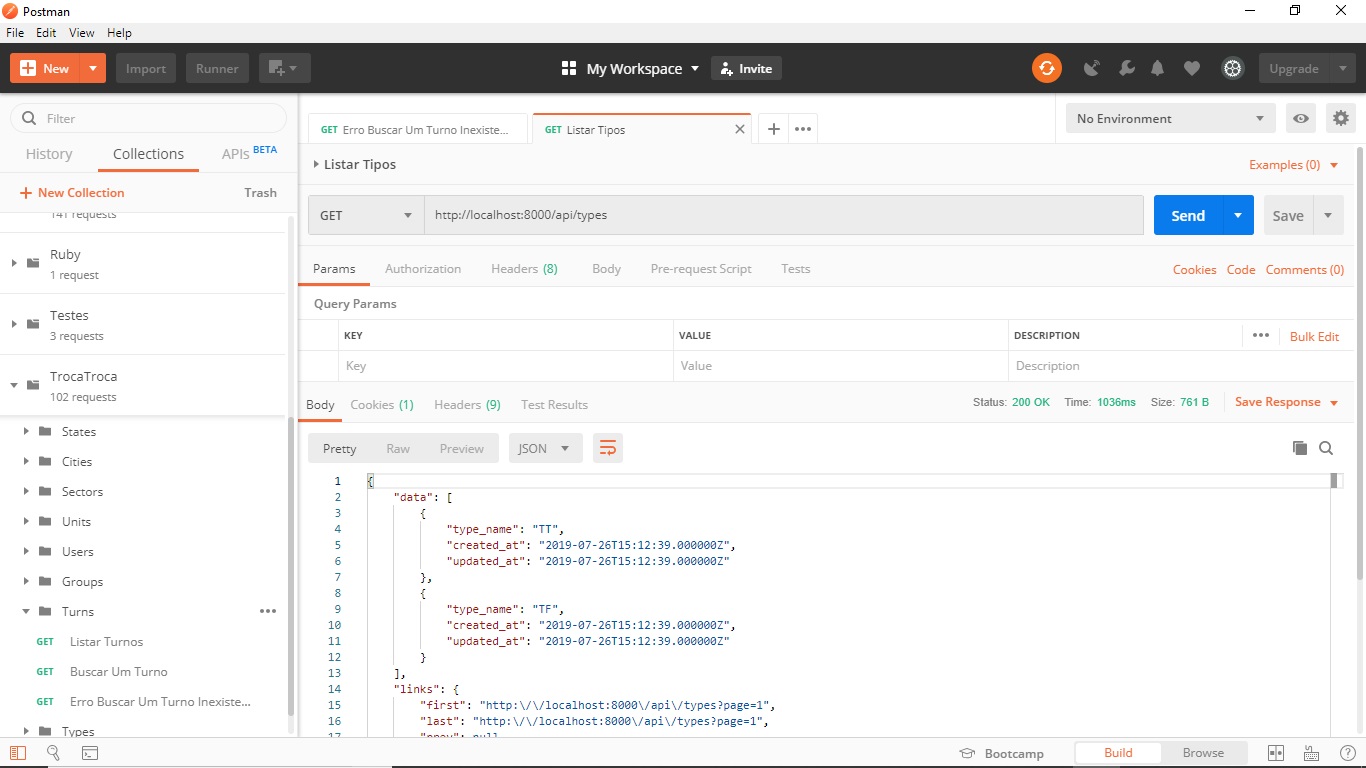 Postman
File Edit View Help
New Import Runner My Workspace Invite Upgrade
Filter
History Collections APIs BETA
New Collection Trash
141 requests
Ruby
1 request
Testes
3 requests
TrocaTroca
102 requests
States
Cities
Sectors
Units
Users
Groups
Turns
GET Listar Turnos
GET Buscar Um Turno
GET Erro Buscar Um Turno Inexiste...
Types
GET Erro Buscar Um Turno Inexiste... GET Listar Tipos No Environment
Listar Tipos Examples (0)
GET http://localhost:8000/api/types Send Save
Params Authorization Headers (8) Body Pre-request Script Tests Cookies Code Comments (0)
Query Params
KEY VALUE DESCRIPTION Bulk Edit
Key Value Description
Body Cookies (1) Headers (9) Test Results Status: 200 OK Time: 1036ms Size: 761 B Save Response
Pretty Raw Preview JSON
1 {
2 "data": [
3 {
4 "type_name": "TT",
5 "created_at": "2019-07-26T15:12:39.000000Z",
6 "updated_at": "2019-07-26T15:12:39.000000Z"
7 },
8 {
9 "type_name": "TF",
10 "created_at": "2019-07-26T15:12:39.000000Z",
11 "updated_at": "2019-07-26T15:12:39.000000Z"
12 }
13 ],
14 "links": {
15 "first": "http:\/\/localhost:8000\/api\/types?page=1",
16 "last": "http:\/\/localhost:8000\/api\/types?page=1",
17 "prev": null
Bootcamp Build Browse